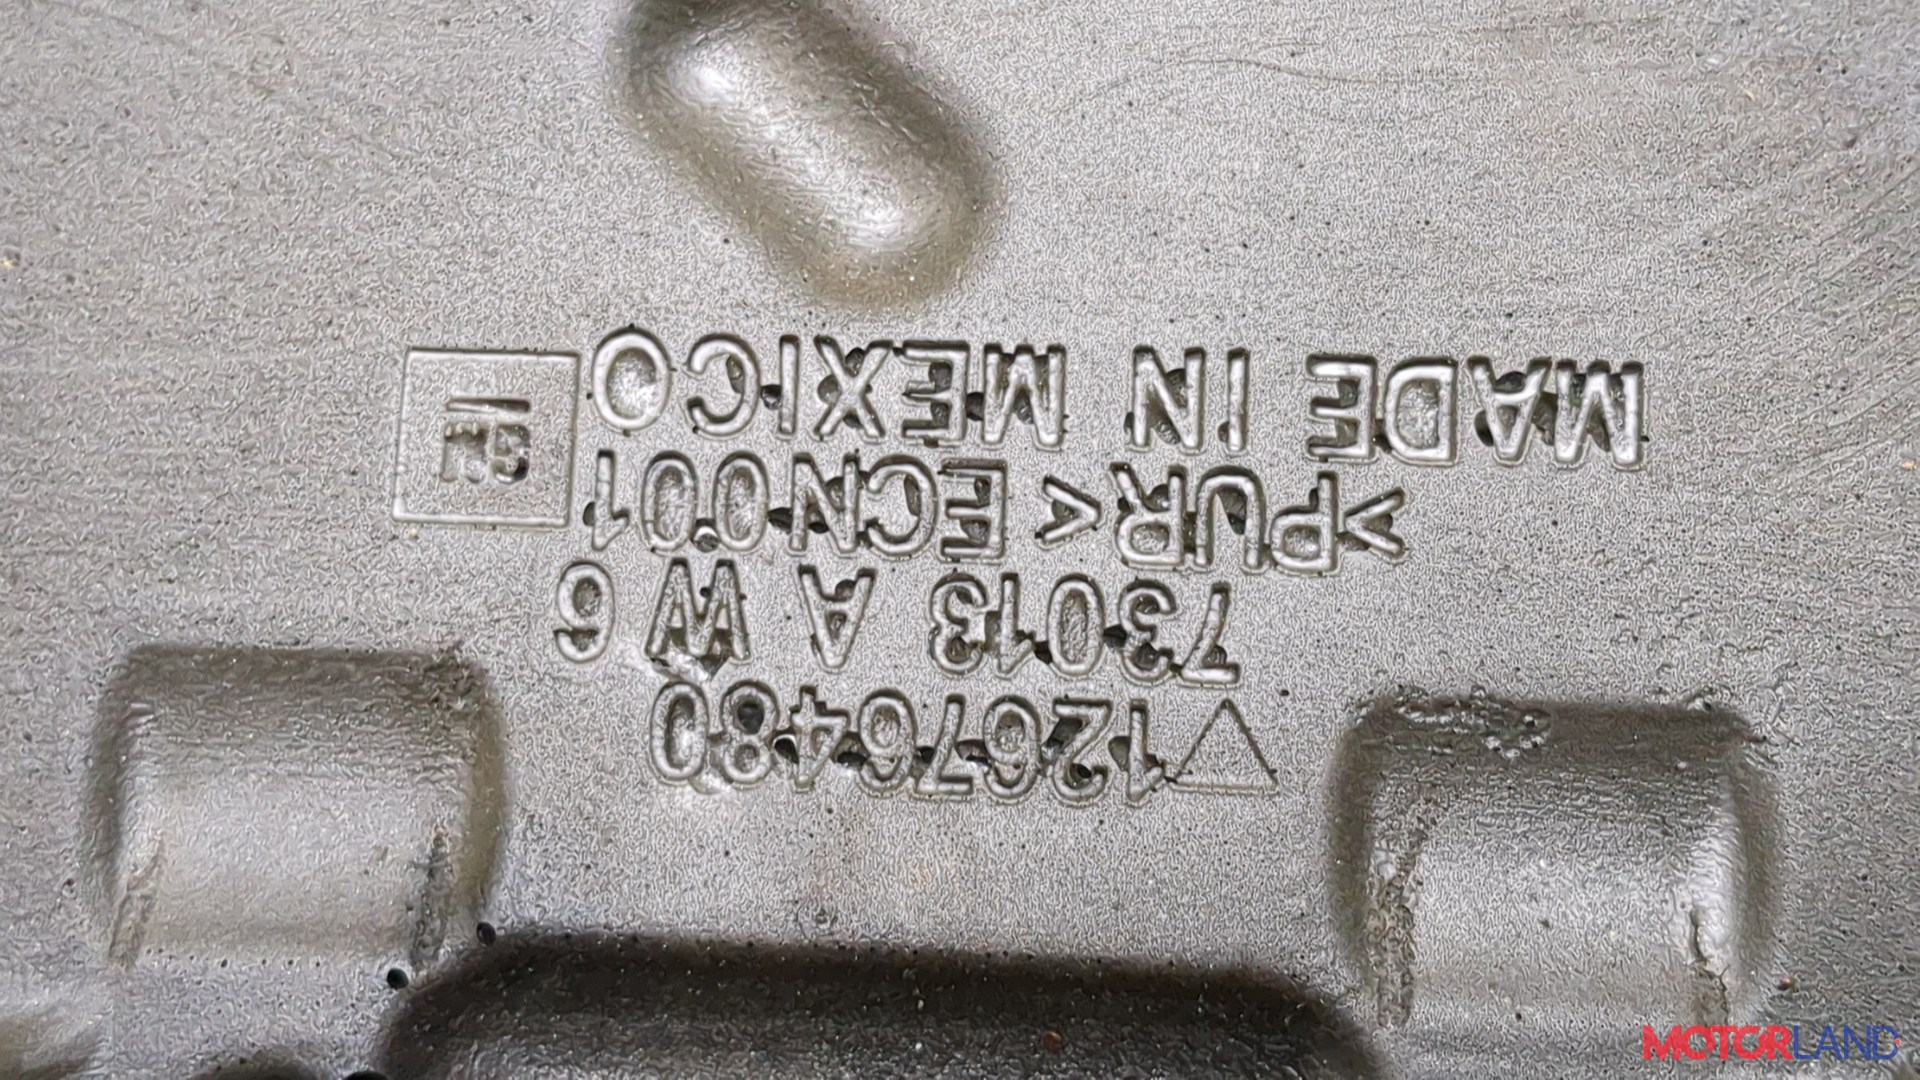 ▽12676480
73013 A W 6
>PUR< ECN001
MADE IN MEXICO
GM
MOTORLAND